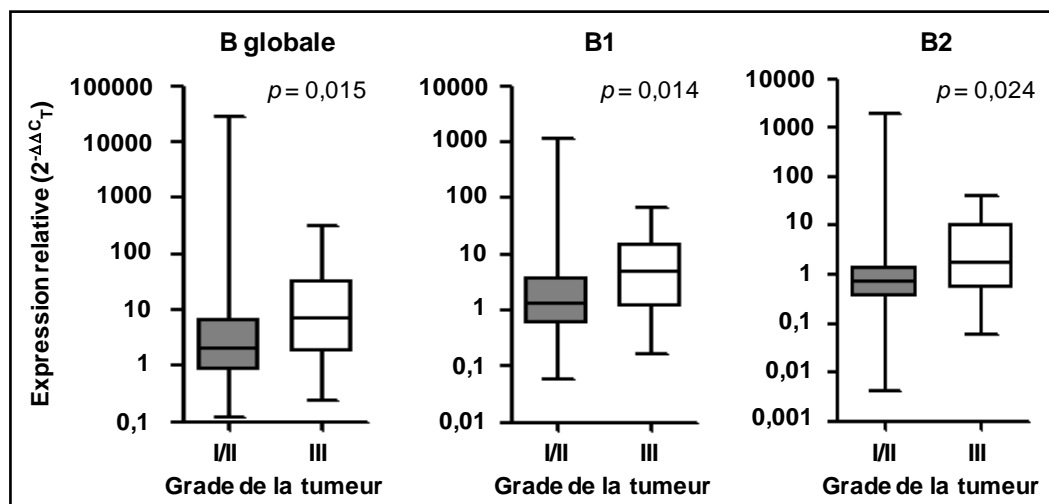 B globale
B1
B2
p = 0,015
p = 0,014
p = 0,024
Expression relative (2^-ΔΔC_T)
100000
10000
1000
100
10
1
0,1
10000
1000
100
10
1
0,1
0,01
10000
1000
100
10
1
0,1
0,01
0,001
I/II III
I/II III
I/II III
Grade de la tumeur
Grade de la tumeur
Grade de la tumeur